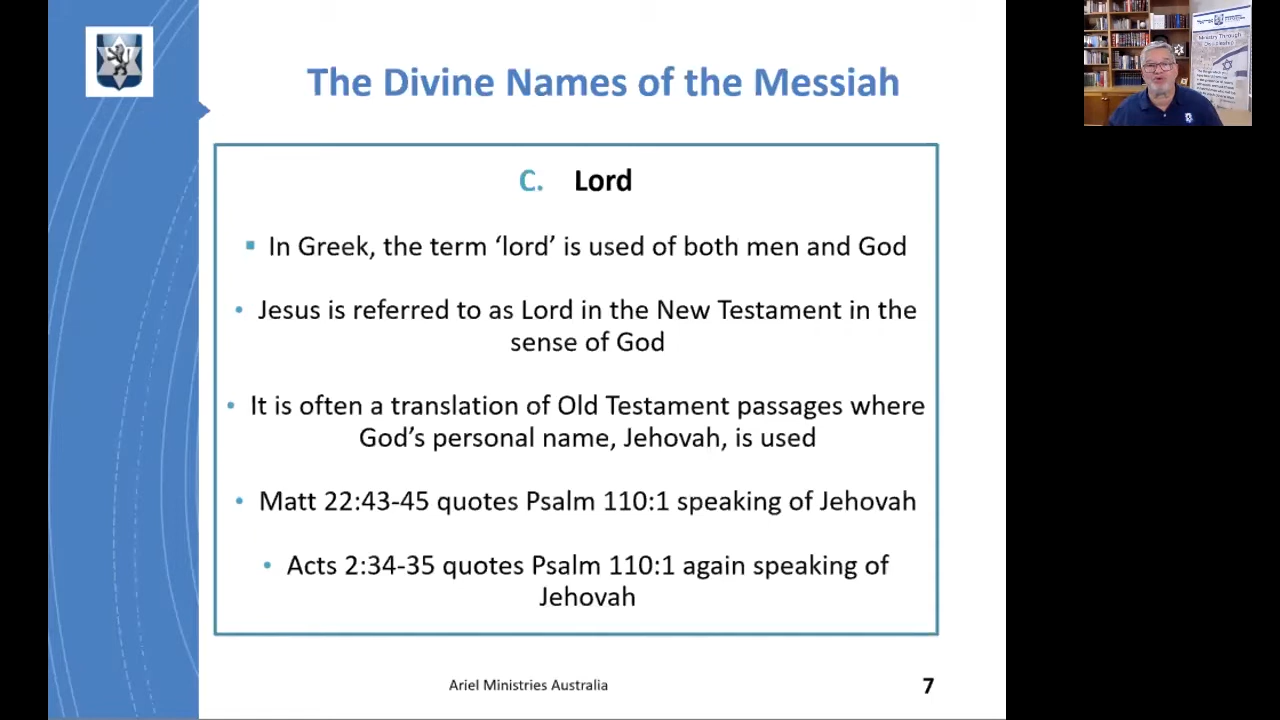 The Divine Names of the Messiah
C. Lord
▪ In Greek, the term ‘lord’ is used of both men and God
• Jesus is referred to as Lord in the New Testament in the
sense of God
• It is often a translation of Old Testament passages where
God’s personal name, Jehovah, is used
• Matt 22:43-45 quotes Psalm 110:1 speaking of Jehovah
• Acts 2:34-35 quotes Psalm 110:1 again speaking of
Jehovah
Ariel Ministries Australia
7
Ministry Through
Discipleship